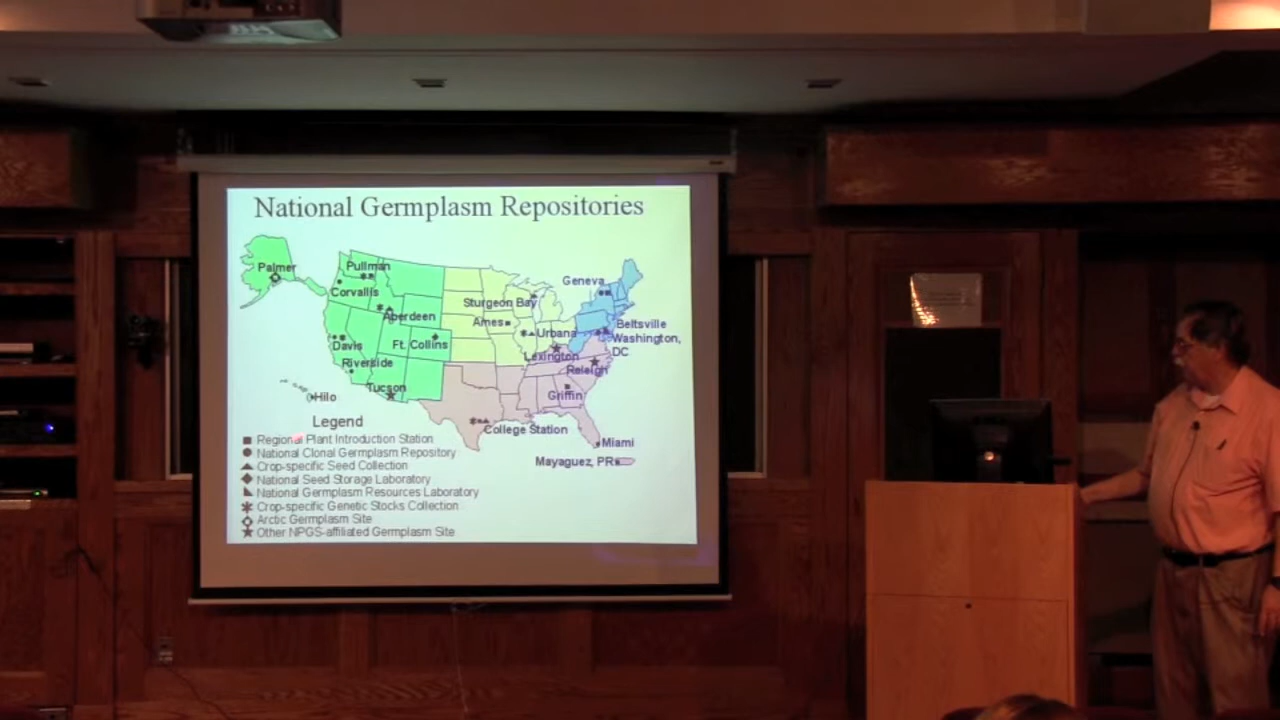 National Germplasm Repositories
Palmer
Pullman
Corvallis
Aberdeen
Davis
Ft. Collins
Riverside
Tucson
Hilo
Sturgeon Bay
Ames
Urbana
Geneva
Beltsville
Washington,
DC
Lexington
Raleigh
Griffin
College Station
Miami
Mayaguez, PR
Legend
Regional Plant Introduction Station
National Clonal Germplasm Repository
Crop-specific Seed Collection
National Seed Storage Laboratory
National Germplasm Resources Laboratory
Crop-specific Genetic Stocks Collection
Arctic Germplasm Site
Other NPGS-affiliated Germplasm Site